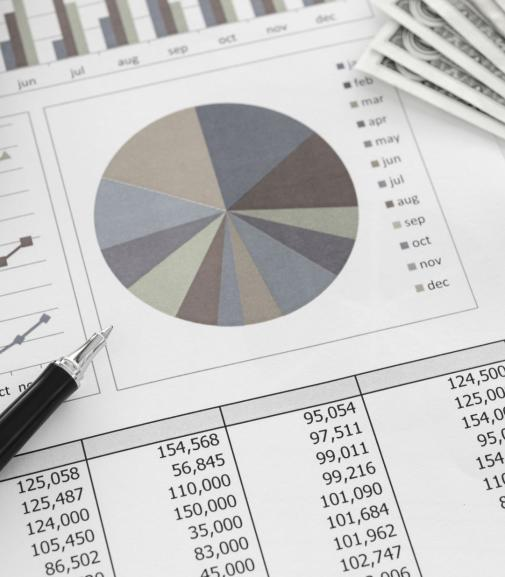 jun jul aug sep oct nov dec
feb
mar
apr
may
jun
jul
aug
sep
oct
nov
dec
125,058
125,487
124,000
105,450
86,502
154,568
56,845
110,000
150,000
35,000
83,000
45,000
95,054
97,511
99,011
99,216
101,090
101,684
101,962
102,747
124,500